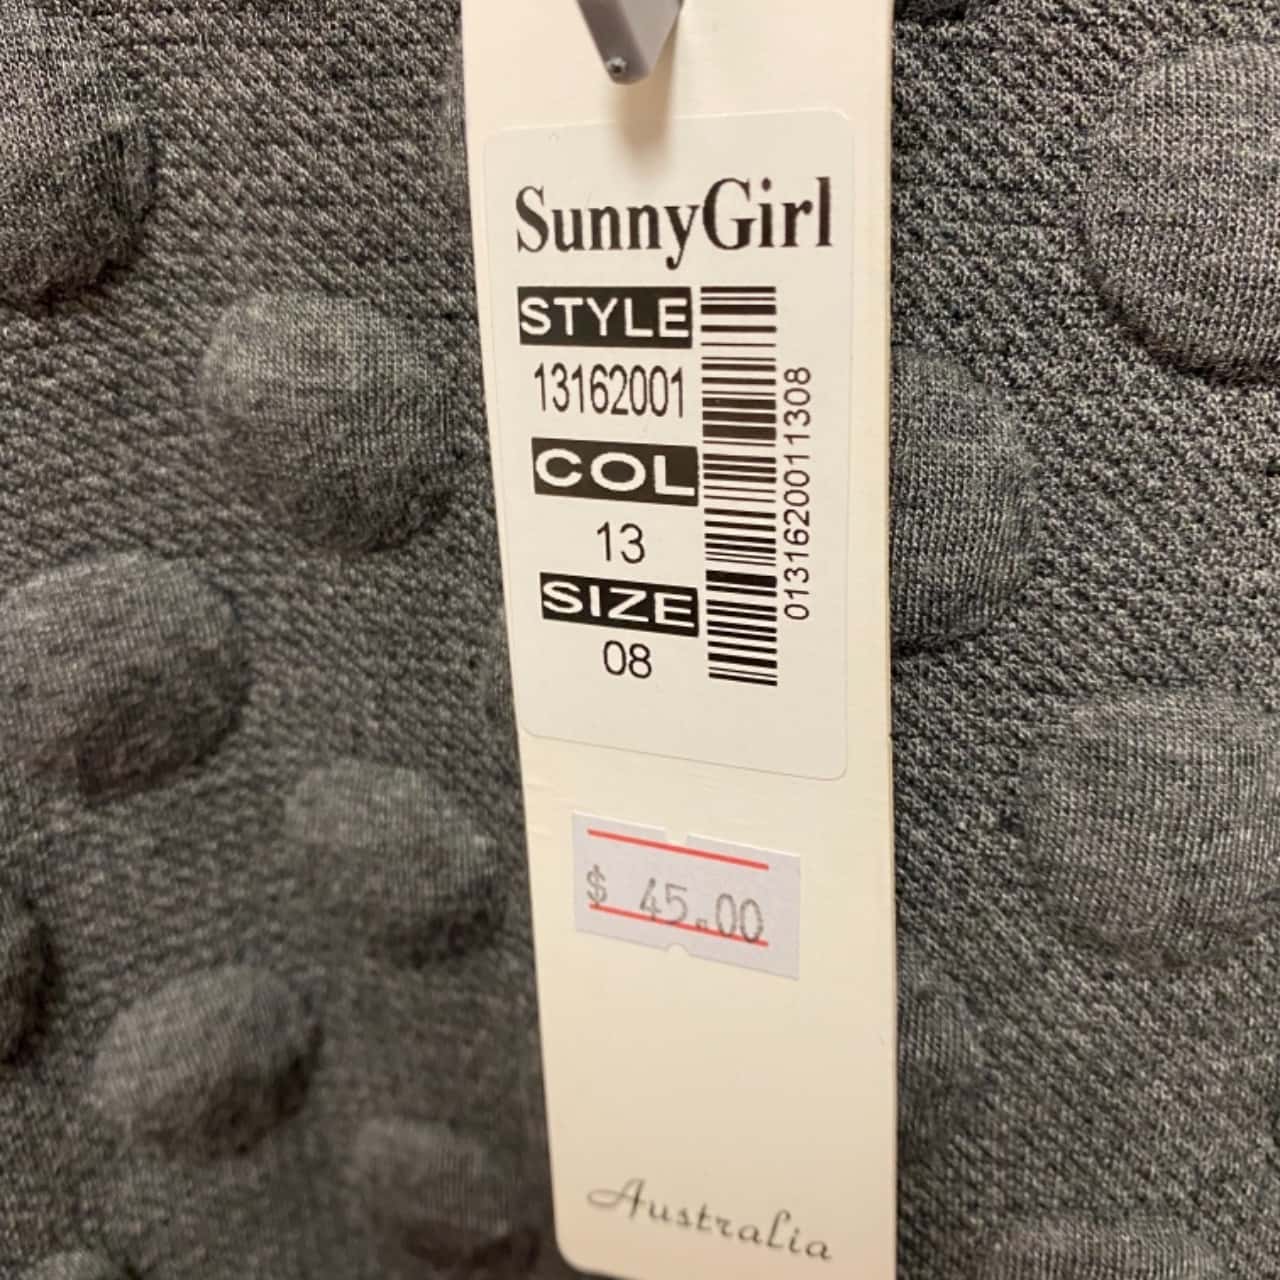 SunnyGirl
STYLE
13162001
COL
13
SIZE
08
0131620011308
$ 45.00
Australia